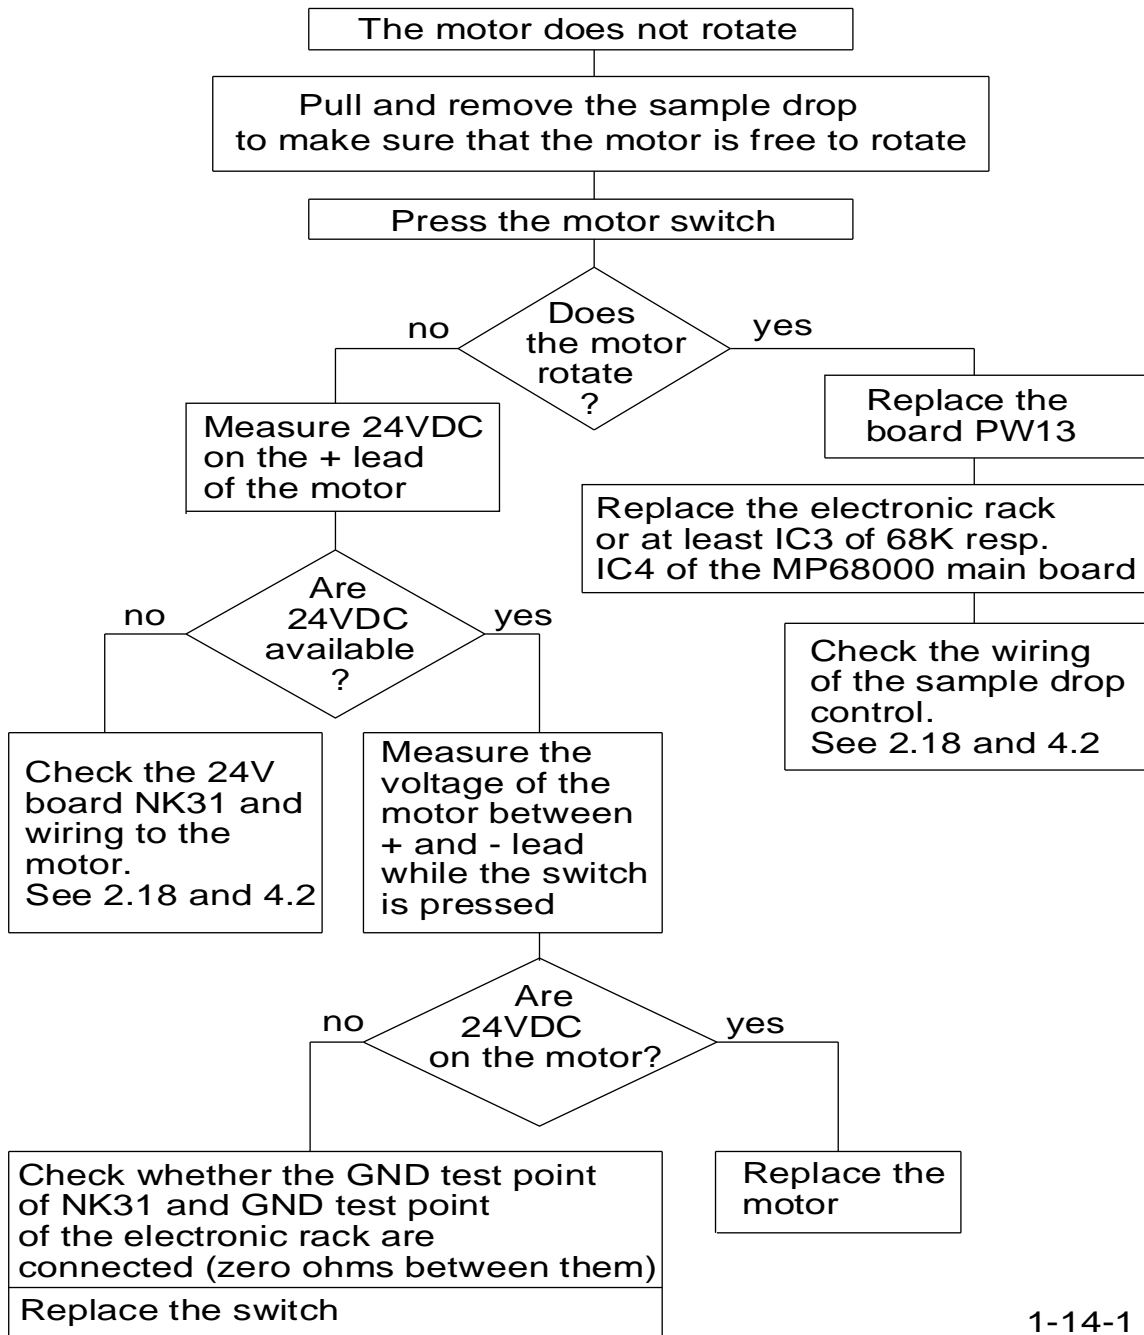 The motor does not rotate
Pull and remove the sample drop
to make sure that the motor is free to rotate
Press the motor switch
Does
the motor
rotate
?
no
yes
Measure 24VDC
on the + lead
of the motor
Replace the
board PW13
Replace the electronic rack
or at least IC3 of 68K resp.
IC4 of the MP68000 main board
Check the wiring
of the sample drop
control.
See 2.18 and 4.2
Are
24VDC
available
?
no
yes
Check the 24V
board NK31 and
wiring to the
motor.
See 2.18 and 4.2
Measure the
voltage of the
motor between
+ and - lead
while the switch
is pressed
Are
24VDC
on the motor?
no
yes
Check whether the GND test point
of NK31 and GND test point
of the electronic rack are
connected (zero ohms between them)
Replace the switch
Replace the
motor
1-14-1